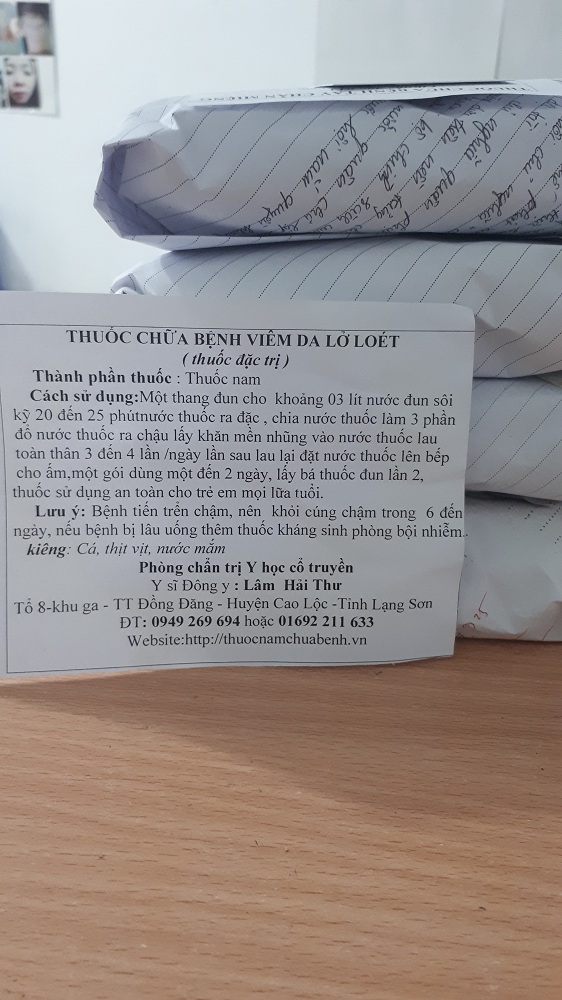 THUỐC CHỮA BỆNH VIÊM DA LỞ LOÉT
( thuốc đặc trị )
Thành phần thuốc : Thuốc nam
Cách sử dụng:Một thang đun cho khoảng 03 lít nước đun sôi
kỹ 20 đến 25 phútnước thuốc ra đặc , chia nước thuốc làm 3 phần
đổ nước thuốc ra chậu lấy khăn mền nhũng vào nước thuốc lau
toàn thân 3 đến 4 lần /ngày lần sau lau lại đặt nước thuốc lên bếp
cho ấm,một gói dùng một đến 2 ngày, lấy bá thuốc đun lần 2,
thuốc sử dụng an toàn cho trẻ em mọi lữa tuổi.
Lưu ý: Bệnh tiến trển chậm, nên khỏi cúng chậm trong 6 đến
ngày, nếu bệnh bị lâu uống thêm thuốc kháng sinh phòng bội nhiễm.
kiêng: Cá, thịt vịt, nước mắm
Phòng chẩn trị Y học cổ truyền
Y sĩ Đông y : Lâm Hải Thư
Tổ 8-khu ga - TT Đồng Đăng - Huyện Cao Lộc -Tỉnh Lạng Sơn
ĐT: 0949 269 694 hoặc 01692 211 633
Website:http://thuocnamchuabenh.vn